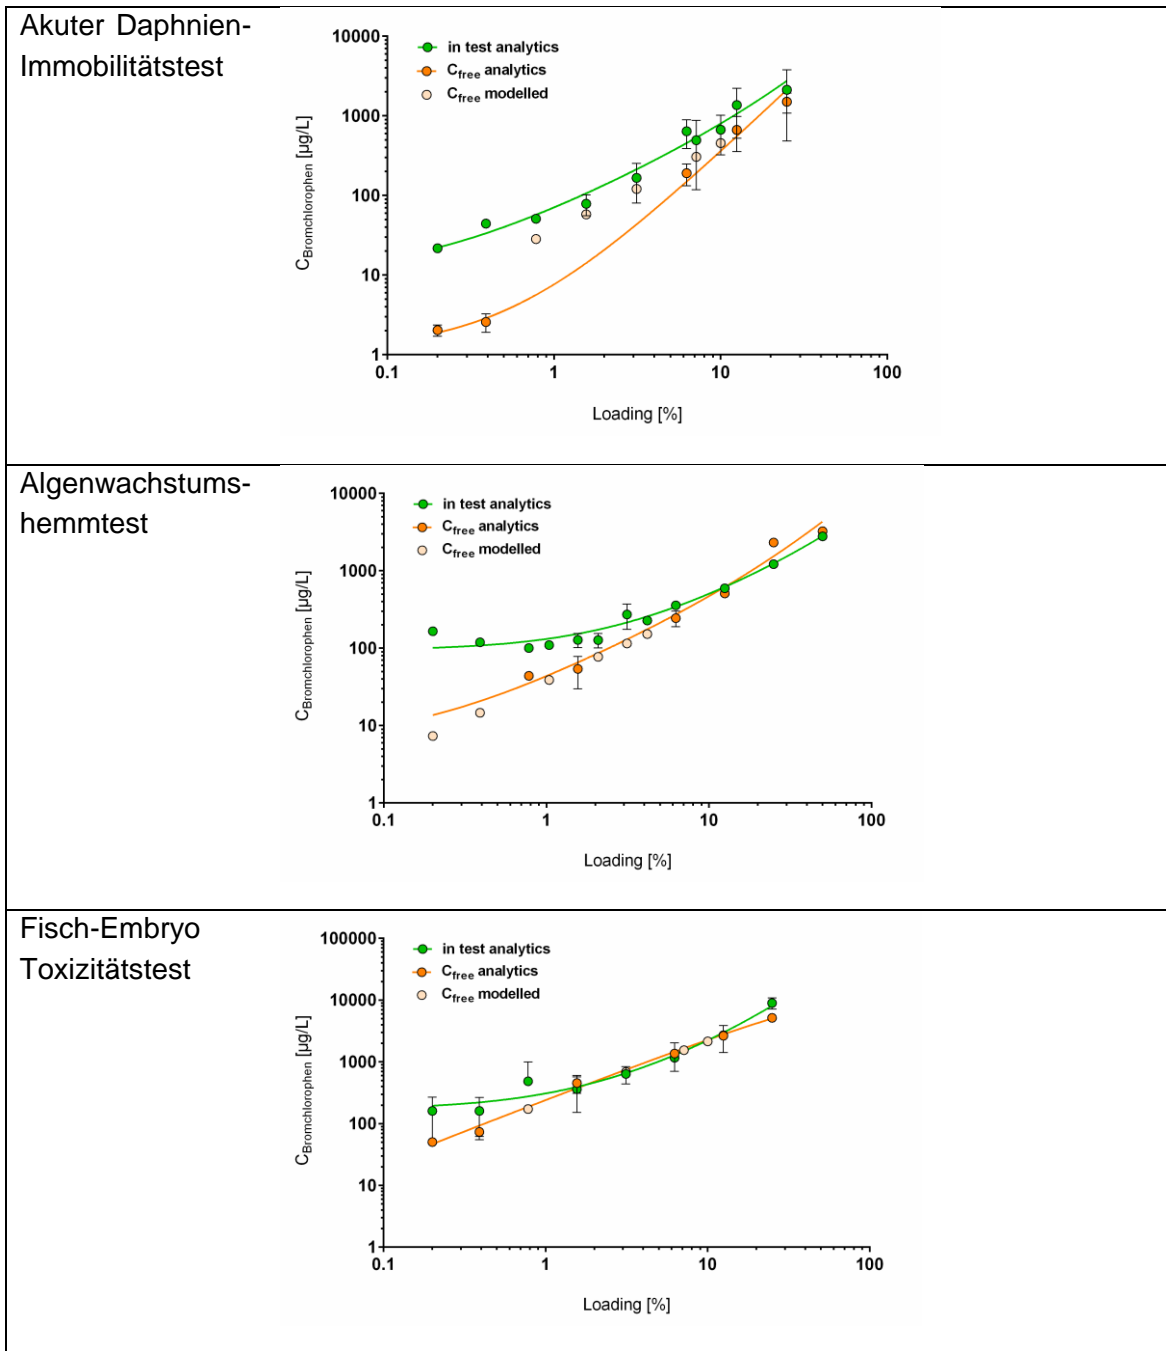 Akuter Daphnien-
Immobilitätstest
10000
1000
100
10
1
in test analytics
Cfree analytics
Cfree modelled
CBromchlorophen [µg/L]
0.1 1 10 100
Loading [%]
Algenwachstums-
hemmtest
10000
1000
100
10
1
in test analytics
Cfree analytics
Cfree modelled
CBromchlorophen [µg/L]
0.1 1 10 100
Loading [%]
Fisch-Embryo
Toxizitätstest
100000
10000
1000
100
10
1
in test analytics
Cfree analytics
Cfree modelled
CBromchlorophen [µg/L]
0.1 1 10 100
Loading [%]